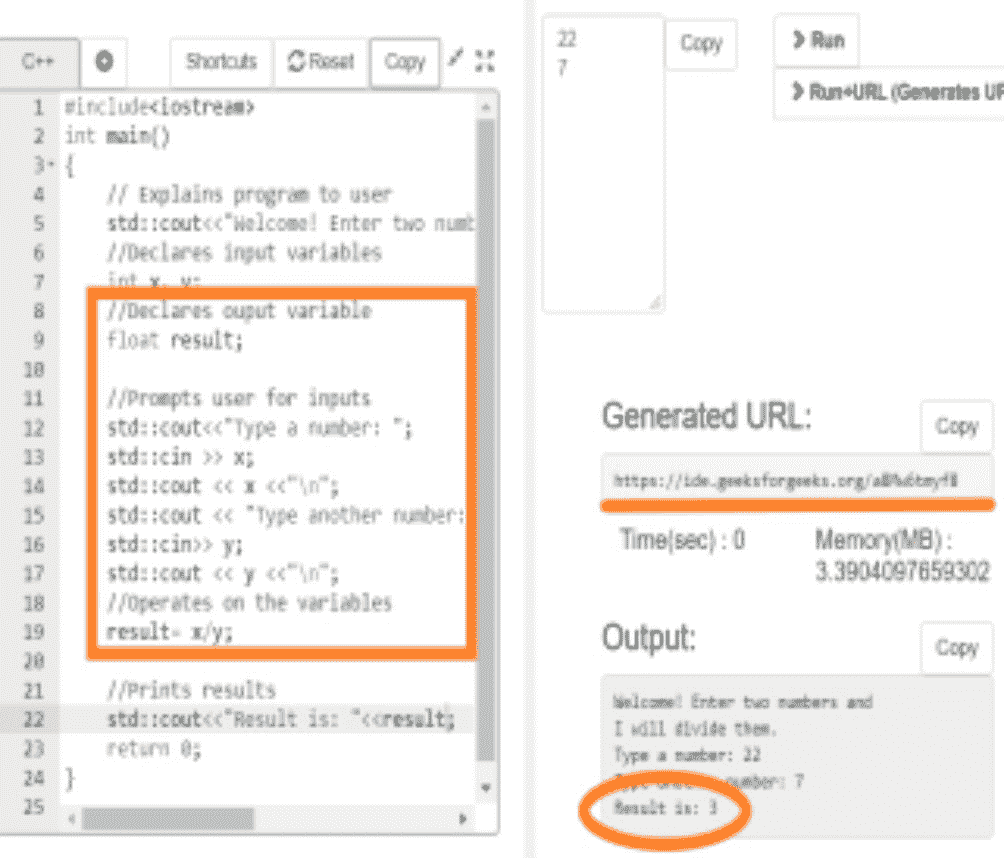 C++
Shortcuts
Reset
Copy
1 #include<iostream>
2 int main()
3 {
4 // Explains program to user
5 std::cout<<"Welcome! Enter two numb
6 //Declares input variables
7 int x, y;
8 //Declares ouput variable
9 float result;
10
11 //Prompts user for inputs
12 std::cout<<"Type a number: ";
13 std::cin >> x;
14 std::cout << x <<"\n";
15 std::cout << "Type another number:
16 std::cin>> y;
17 std::cout << y <<"\n";
18 //Operates on the variables
19 result= x/y;
20
21 //Prints results
22 std::cout<<"Result is: "<<result;
23 return 0;
24 }
25
22
7
Copy
Run
Run+URL (Generates UR
Generated URL:
Copy
Time(sec) : 0
Memory(MB) :
3.3904097659302
Output:
Copy
Welcome! Enter two numbers and
I will divide them.
Type a number: 22
Type another number: 7
Result is: 3